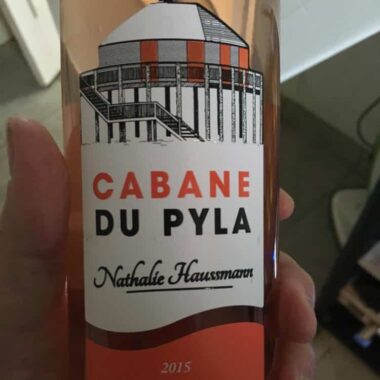 CABANE
DU PYLA
Nathalie Haussmann
2015